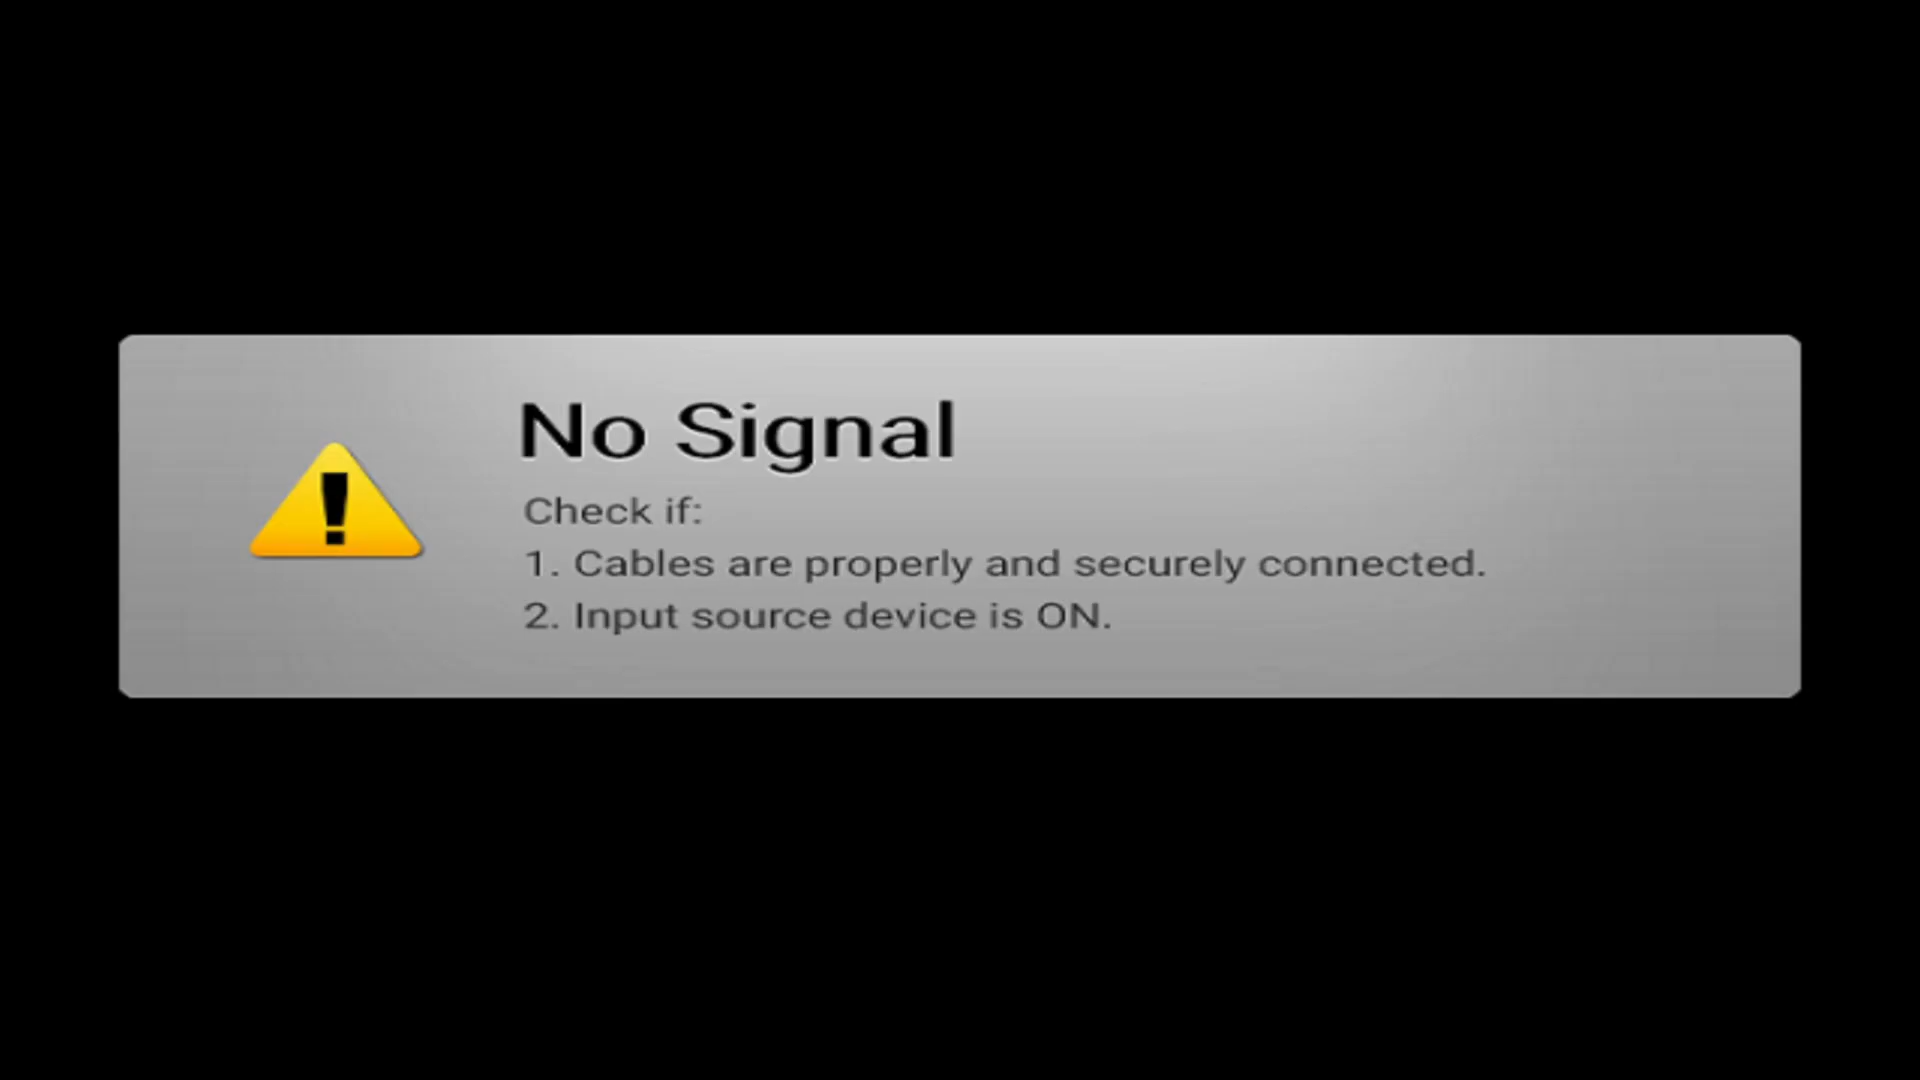 No Signal
Check if:
1. Cables are properly and securely connected.
2. Input source device is ON.